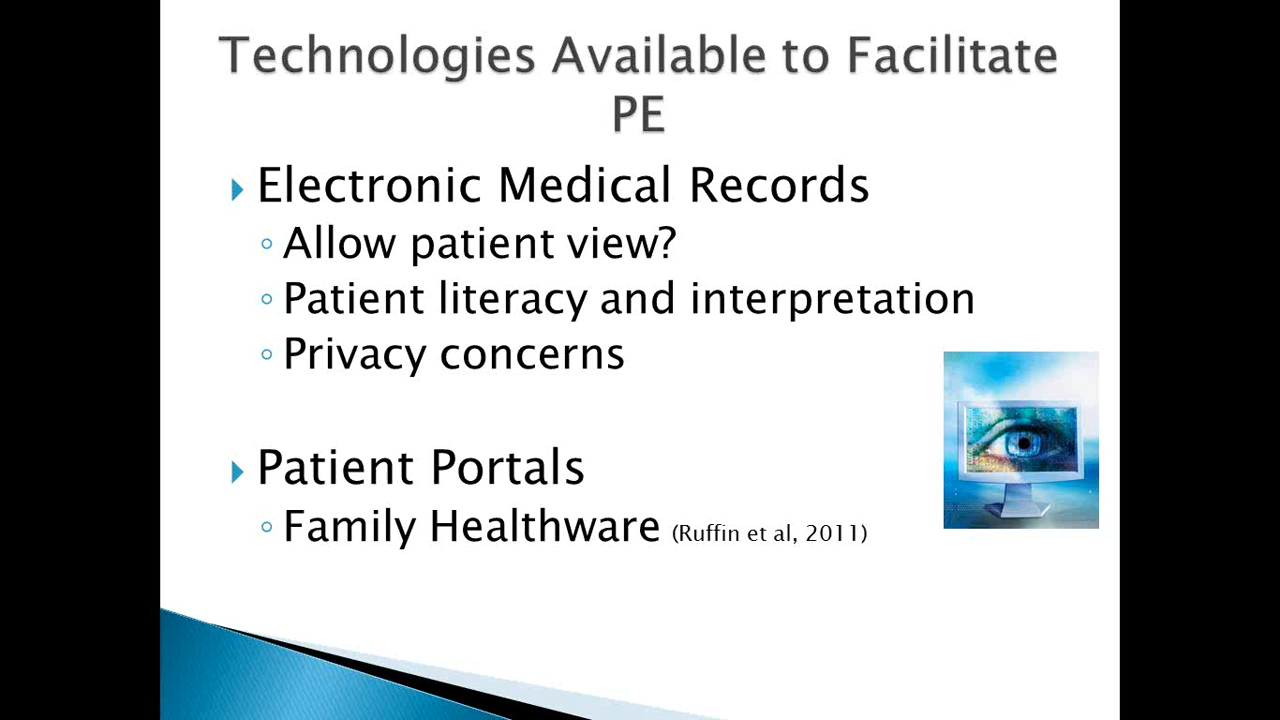 Technologies Available to Facilitate
PE
Electronic Medical Records
Allow patient view?
Patient literacy and interpretation
Privacy concerns
Patient Portals
Family Healthware (Ruffin et al, 2011)